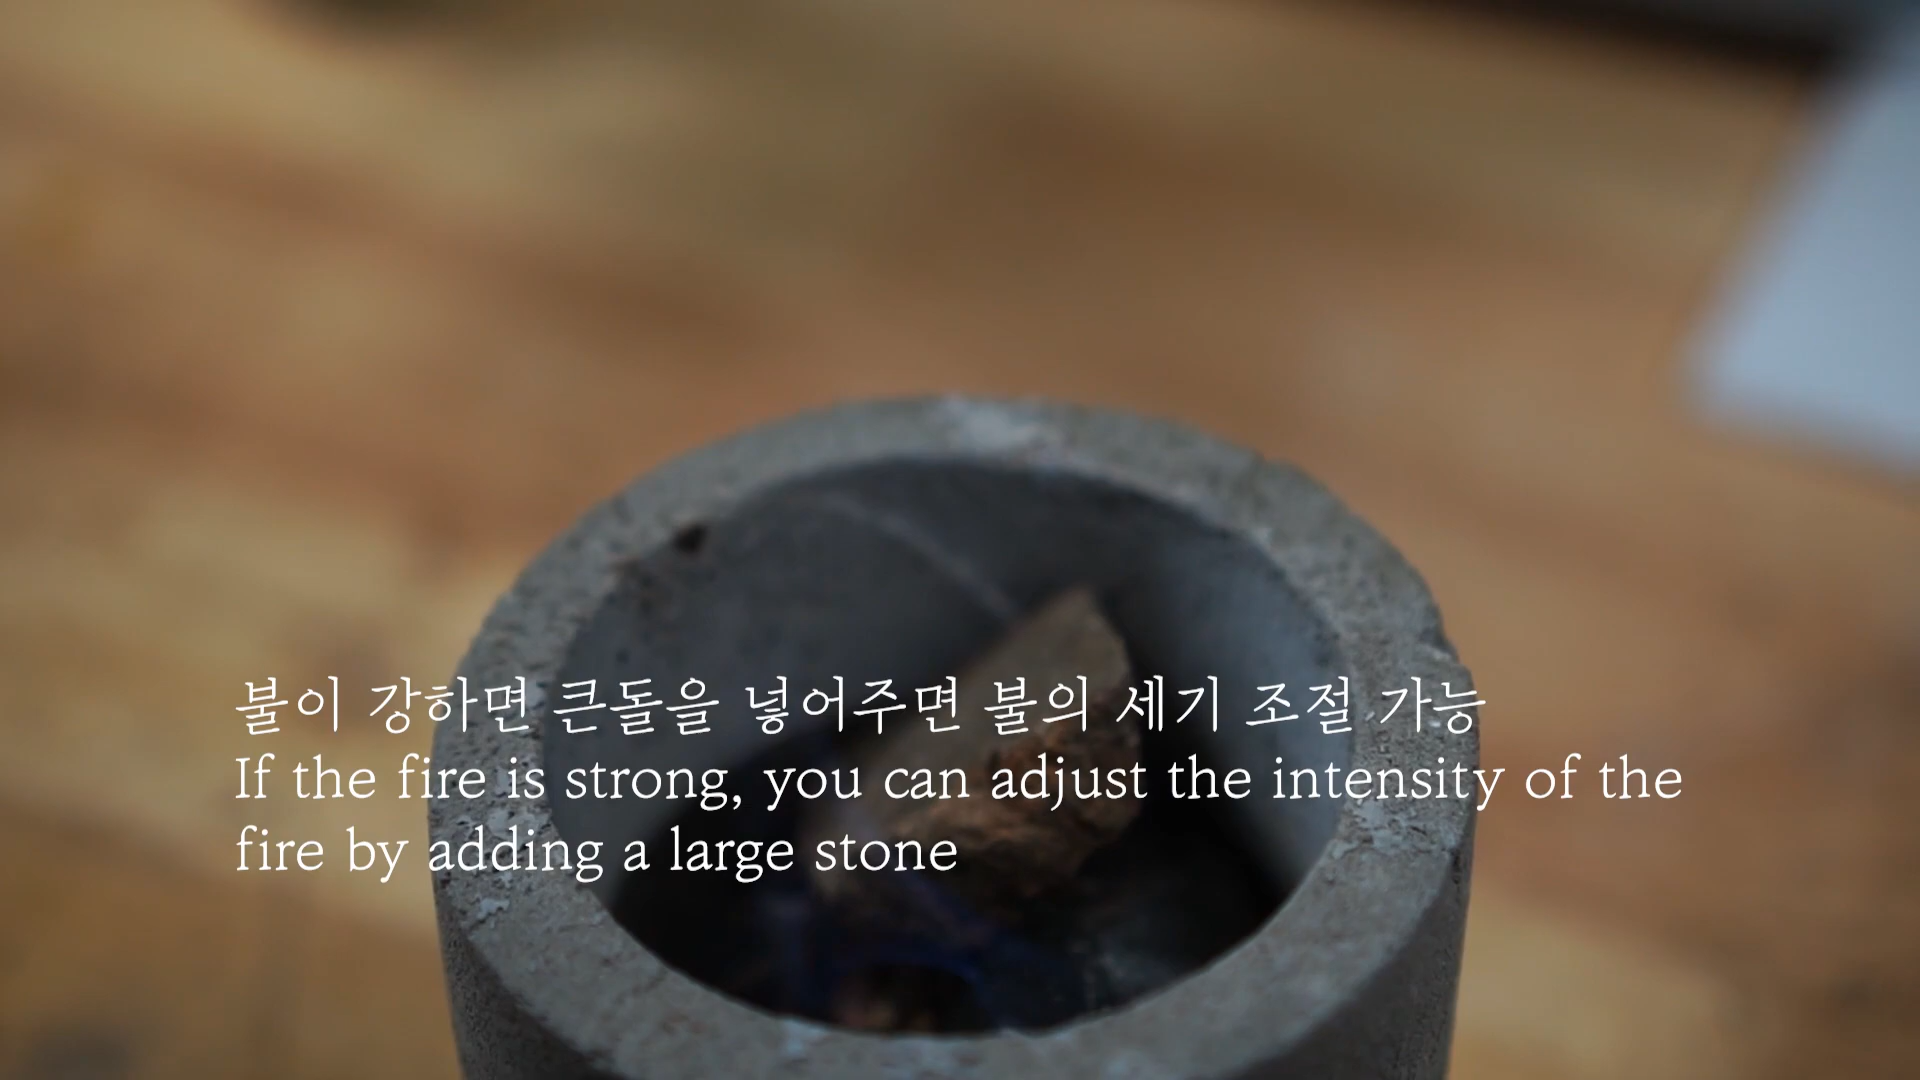 불이 강하면 큰돌을 넣어주면 불의 세기 조절 가능
If the fire is strong, you can adjust the intensity of the
fire by adding a large stone